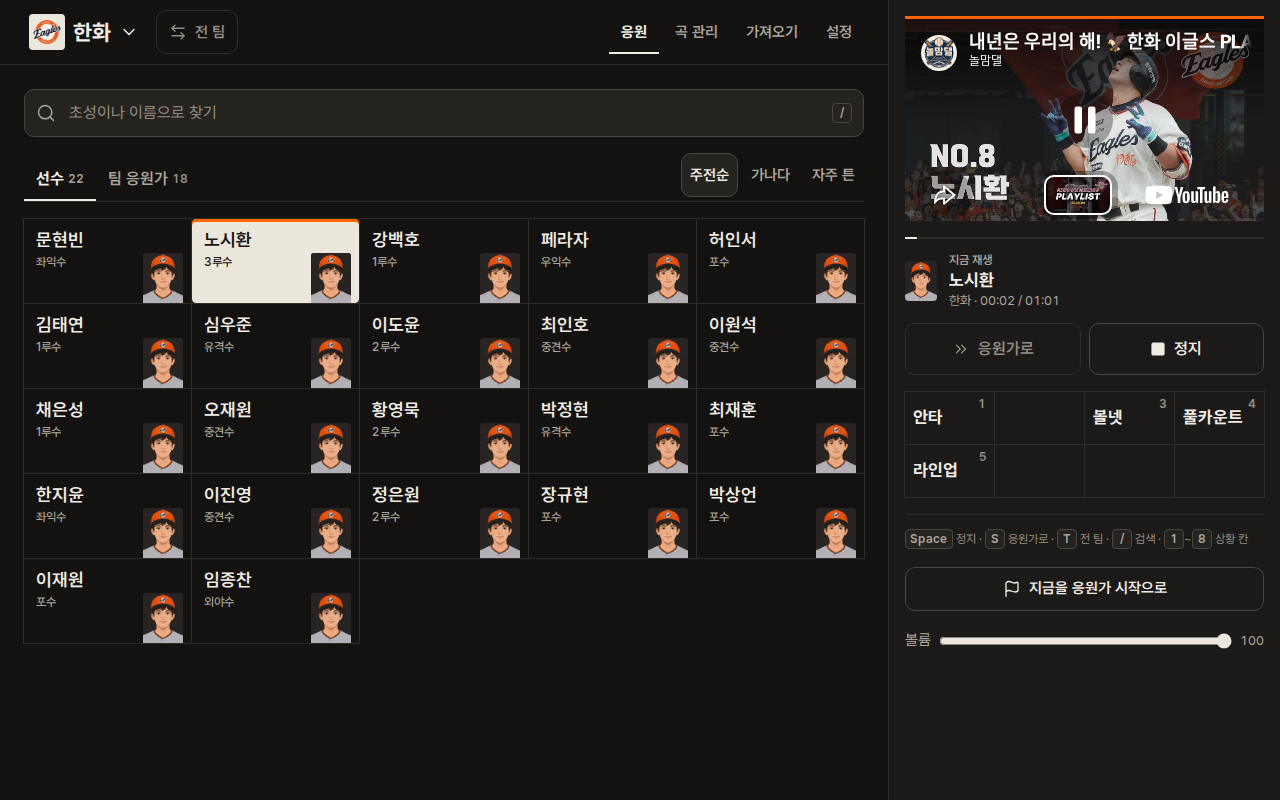 Eagles
한화
전 팀
응원
곡 관리
가져오기
설정
초성이나 이름으로 찾기
/
선수 22
팀 응원가 18
주전순
가나다
자주 튼
문현빈
좌익수
노시환
3루수
강백호
1루수
페라자
우익수
허인서
포수
김태연
1루수
심우준
유격수
이도윤
2루수
최인호
중견수
이원석
중견수
채은성
1루수
오재원
중견수
황영묵
2루수
박정현
유격수
최재훈
포수
한지윤
좌익수
이진영
중견수
정은원
2루수
장규현
포수
박상언
포수
이재원
포수
임종찬
외야수
놀맘댈
내년은 우리의 해! 🦅 한화 이글스 PLA
놀맘댈
Eagles
Eagles
NO.8
노시환
PLAYLIST
YouTube
지금 재생
노시환
한화 · 00:02 / 01:01
응원가로
정지
안타
1
볼넷
3
풀카운트
4
라인업
5
Space 정지 · S 응원가로 · T 전 팀 · / 검색 · 1 – 8 상황 칸
지금을 응원가 시작으로
볼륨
100